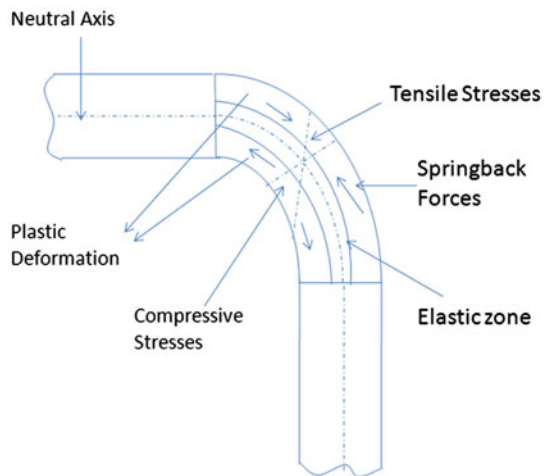 Neutral Axis
Tensile Stresses
Springback
Forces
Plastic
Deformation
Compressive
Stresses
Elastic zone